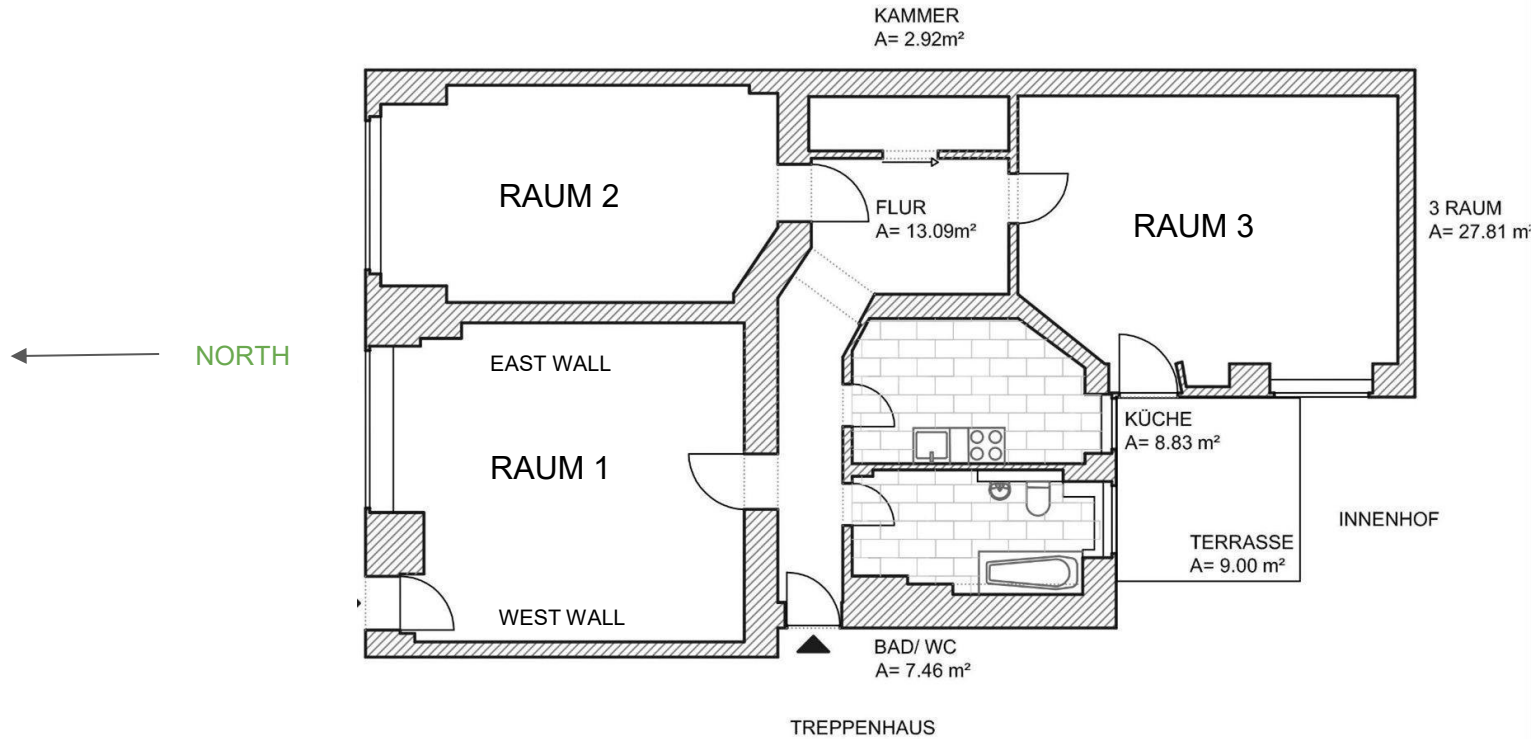 KAMMER
A= 2.92m²
RAUM 2
FLUR
A= 13.09m²
RAUM 3
3 RAUM
A= 27.81 m²
NORTH
EAST WALL
RAUM 1
WEST WALL
KÜCHE
A= 8.83 m²
INNENHOF
TERRASSE
A= 9.00 m²
BAD/ WC
A= 7.46 m²
TREPPENHAUS